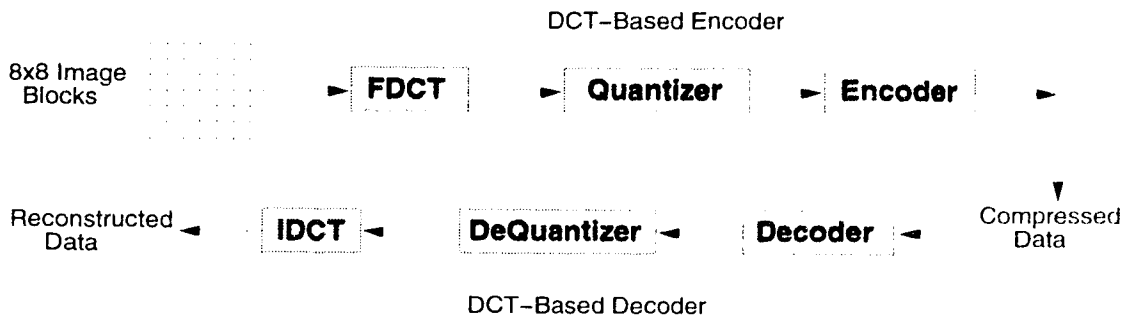 DCT–Based Encoder
8x8 Image
Blocks
FDCT
Quantizer
Encoder
Reconstructed
Data
IDCT
DeQuantizer
Decoder
Compressed
Data
DCT–Based Decoder